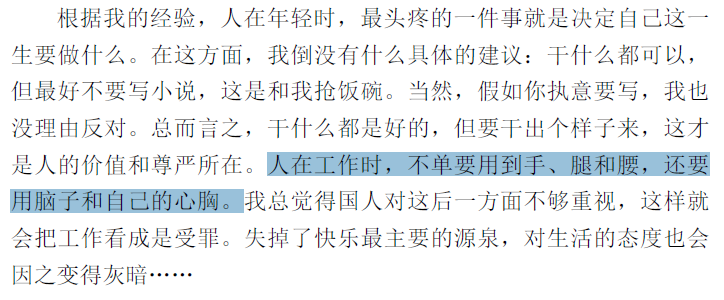 根据我的经验，人在年轻时，最头疼的一件事就是决定自己这一
生要做什么。在这方面，我倒没有什么具体的建议：干什么都可以，
但最好不要写小说，这是和我抢饭碗。当然，假如你执意要写，我也
没理由反对。总而言之，干什么都是好的，但要干出个样子来，这才
是人的价值和尊严所在。人在工作时，不单要用到手、腿和腰，还要
用脑子和自己的心胸。我总觉得国人对这后一方面不够重视，这样就
会把工作看成是受罪。失掉了快乐最主要的源泉，对生活的态度也会
因之变得灰暗……